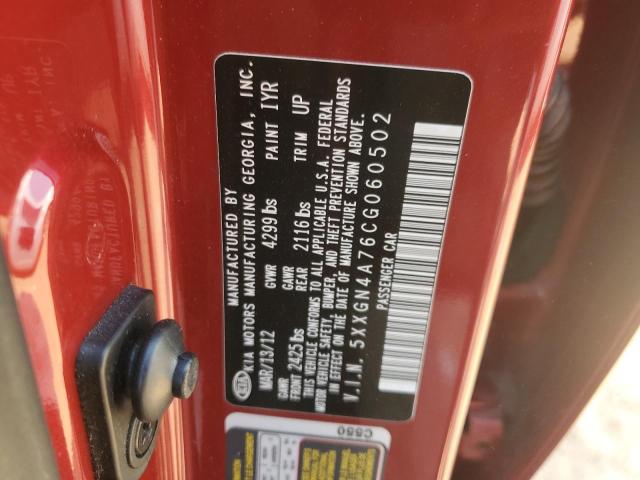 MANUFACTURED BY
KIA MOTORS MANUFACTURING GEORGIA, INC.
MAR/13/12 GVWR 4299 lbs PAINT IYR
GAWR FRONT 2425 lbs GAWR REAR 2116 lbs TRIM UP
THIS VEHICLE CONFORMS TO ALL APPLICABLE U.S.A. FEDERAL
MOTOR VEHICLE SAFETY, BUMPER, AND THEFT PREVENTION STANDARDS
IN EFFECT ON THE DATE OF MANUFACTURE SHOWN ABOVE.
V.I.N. 5XXGN4A76CG060502
PASSENGER CAR
C550